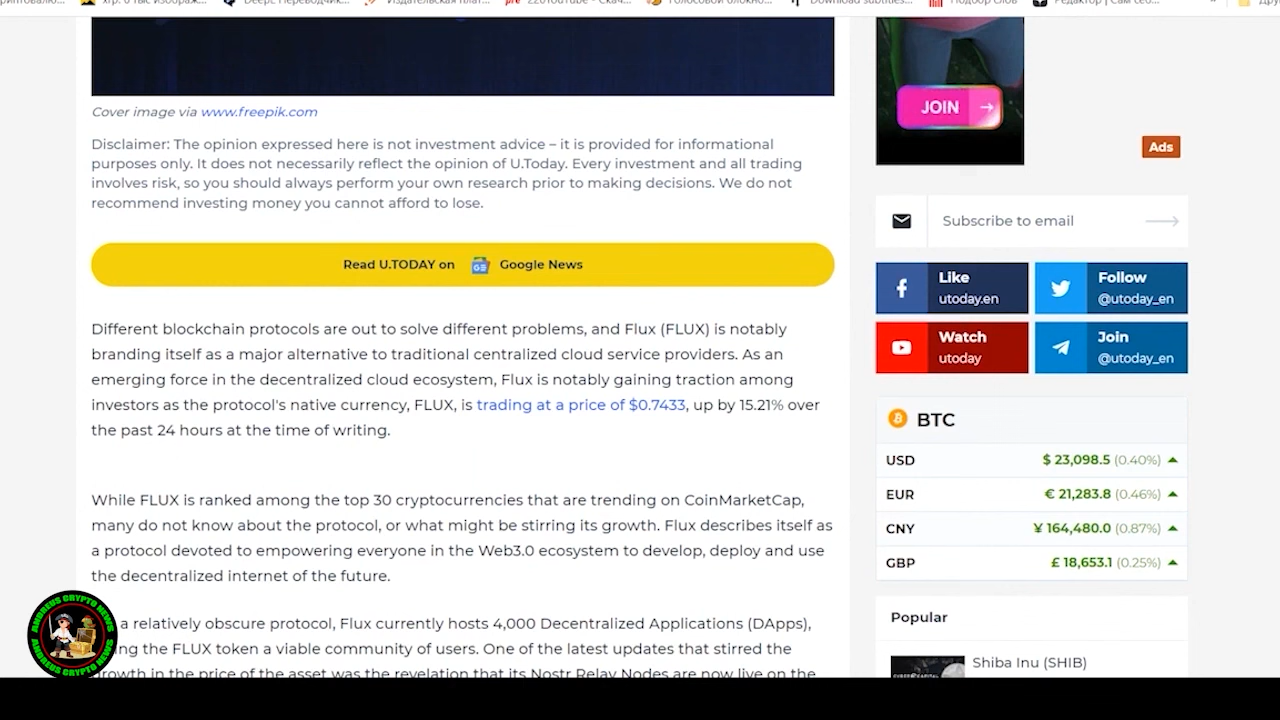 xrp. 6 тыс изображ...
DeepL Переводчик...
Издательская плат...
Голосовой блокно...
Download subtitles...
Подбор слов
Редактор | Сам себ...
JOIN
Ads
Cover image via www.freepik.com
Disclaimer: The opinion expressed here is not investment advice – it is provided for informational
purposes only. It does not necessarily reflect the opinion of U.Today. Every investment and all trading
involves risk, so you should always perform your own research prior to making decisions. We do not
recommend investing money you cannot afford to lose.
Read U.TODAY on Google News
Different blockchain protocols are out to solve different problems, and Flux (FLUX) is notably
branding itself as a major alternative to traditional centralized cloud service providers. As an
emerging force in the decentralized cloud ecosystem, Flux is notably gaining traction among
investors as the protocol's native currency, FLUX, is trading at a price of $0.7433, up by 15.21% over
the past 24 hours at the time of writing.
While FLUX is ranked among the top 30 cryptocurrencies that are trending on CoinMarketCap,
many do not know about the protocol, or what might be stirring its growth. Flux describes itself as
a protocol devoted to empowering everyone in the Web3.0 ecosystem to develop, deploy and use
the decentralized internet of the future.
a relatively obscure protocol, Flux currently hosts 4,000 Decentralized Applications (DApps),
the FLUX token a viable community of users. One of the latest updates that stirred the
growth in the price of the asset was the revelation that its Nostr Relay Nodes are now live on the
Subscribe to email
Like
utoday.en
Follow
@utoday_en
Watch
utoday
Join
@utoday_en
BTC
USD $ 23,098.5 (0.40%)
EUR € 21,283.8 (0.46%)
CNY ¥ 164,480.0 (0.87%)
GBP £ 18,653.1 (0.25%)
Popular
Shiba Inu (SHIB)
ANDREUS CRYPTO NEWS
ANDREUS CRYPTO NEWS